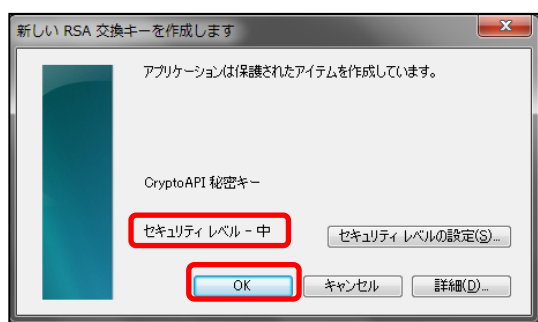 新しい RSA 交換キーを作成します
アプリケーションは保護されたアイテムを作成しています。
CryptoAPI 秘密キー
セキュリティ レベル - 中
セキュリティ レベルの設定(S)...
OK
キャンセル
詳細(D)...